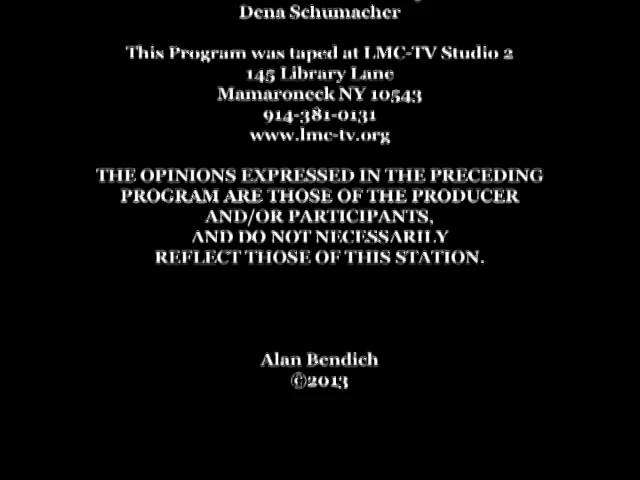 Dena Schumacher
This Program was taped at LMC-TV Studio 2
145 Library Lane
Mamaroneck NY 10543
914-381-0131
www.lmc-tv.org
THE OPINIONS EXPRESSED IN THE PRECEDING
PROGRAM ARE THOSE OF THE PRODUCER
AND/OR PARTICIPANTS,
AND DO NOT NECESSARILY
REFLECT THOSE OF THIS STATION.
Alan Bendich
©2013